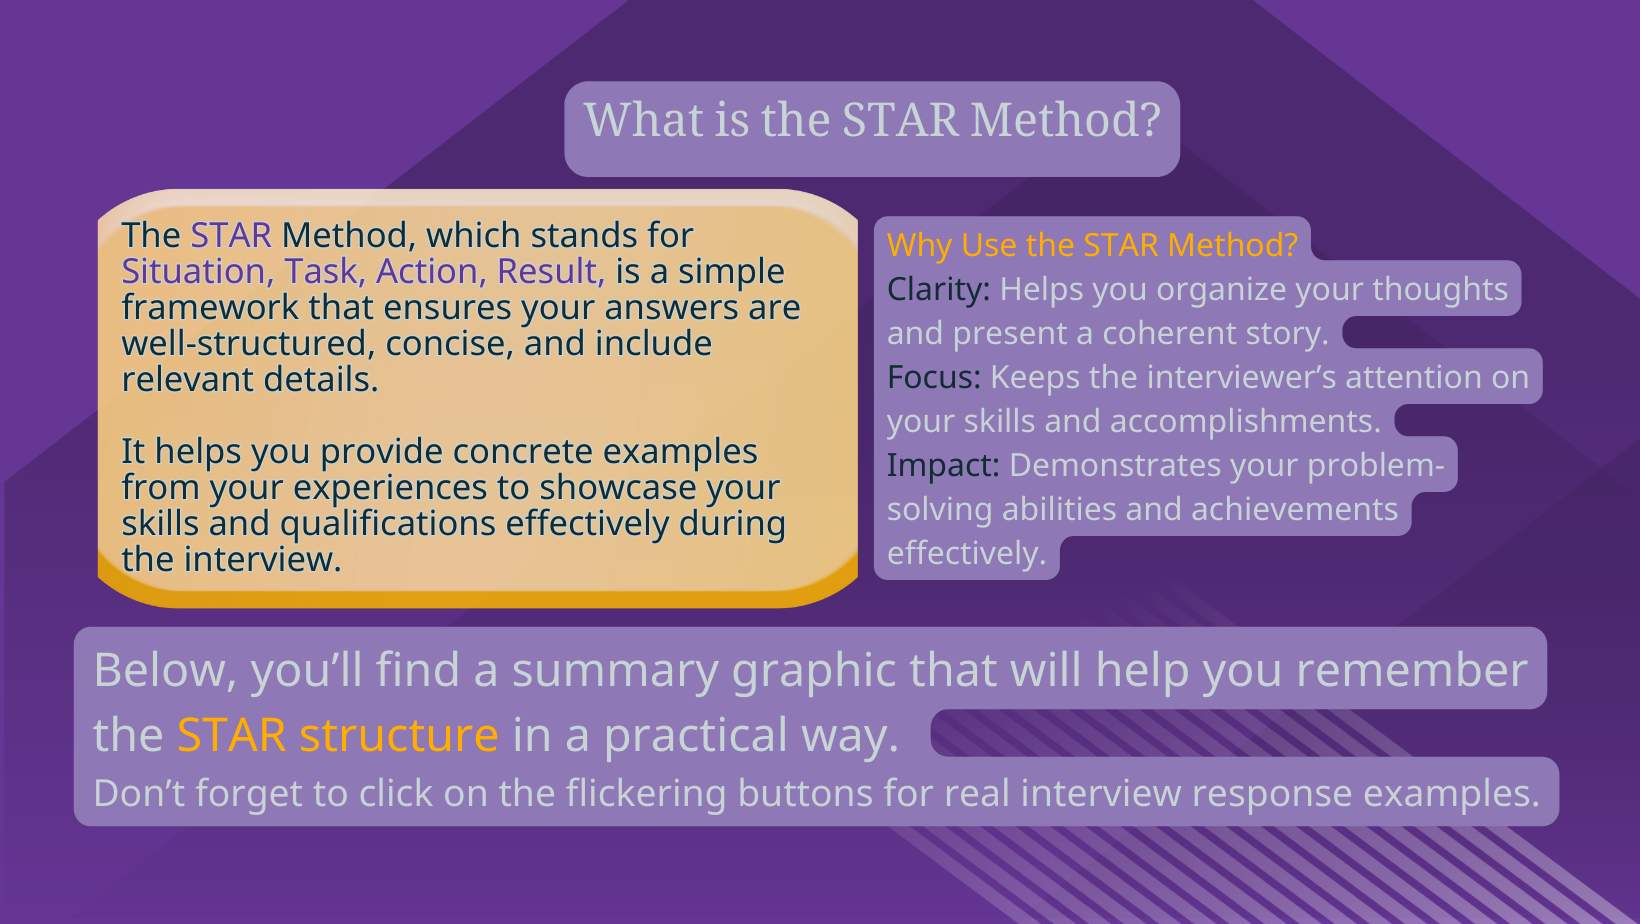 What is the STAR Method?
The STAR Method, which stands for
Situation, Task, Action, Result, is a simple
framework that ensures your answers are
well-structured, concise, and include
relevant details.
It helps you provide concrete examples
from your experiences to showcase your
skills and qualifications effectively during
the interview.
Why Use the STAR Method?
Clarity: Helps you organize your thoughts
and present a coherent story.
Focus: Keeps the interviewer’s attention on
your skills and accomplishments.
Impact: Demonstrates your problem-
solving abilities and achievements
effectively.
Below, you’ll find a summary graphic that will help you remember
the STAR structure in a practical way.
Don’t forget to click on the flickering buttons for real interview response examples.